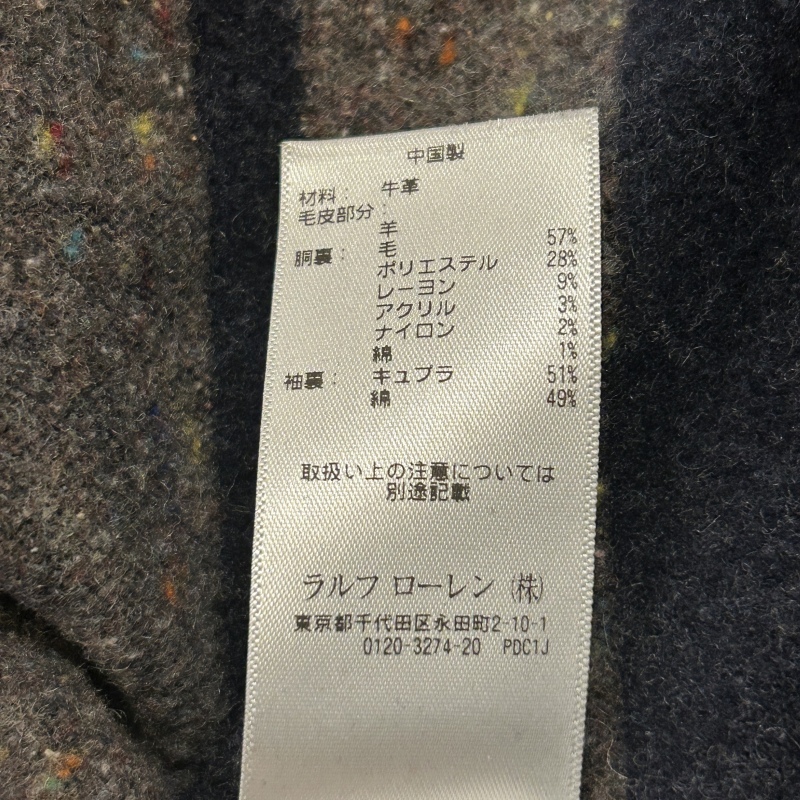 中国製
材料： 牛革
毛皮部分：
羊
胴裏： 毛 57%
ポリエステル 28%
レーヨン 9%
アクリル 3%
ナイロン 2%
綿 1%
袖裏： キュプラ 51%
綿 49%
取扱い上の注意については
別途記載
ラルフ ローレン（株）
東京都千代田区永田町2-10-1
0120-3274-20 PDC1J